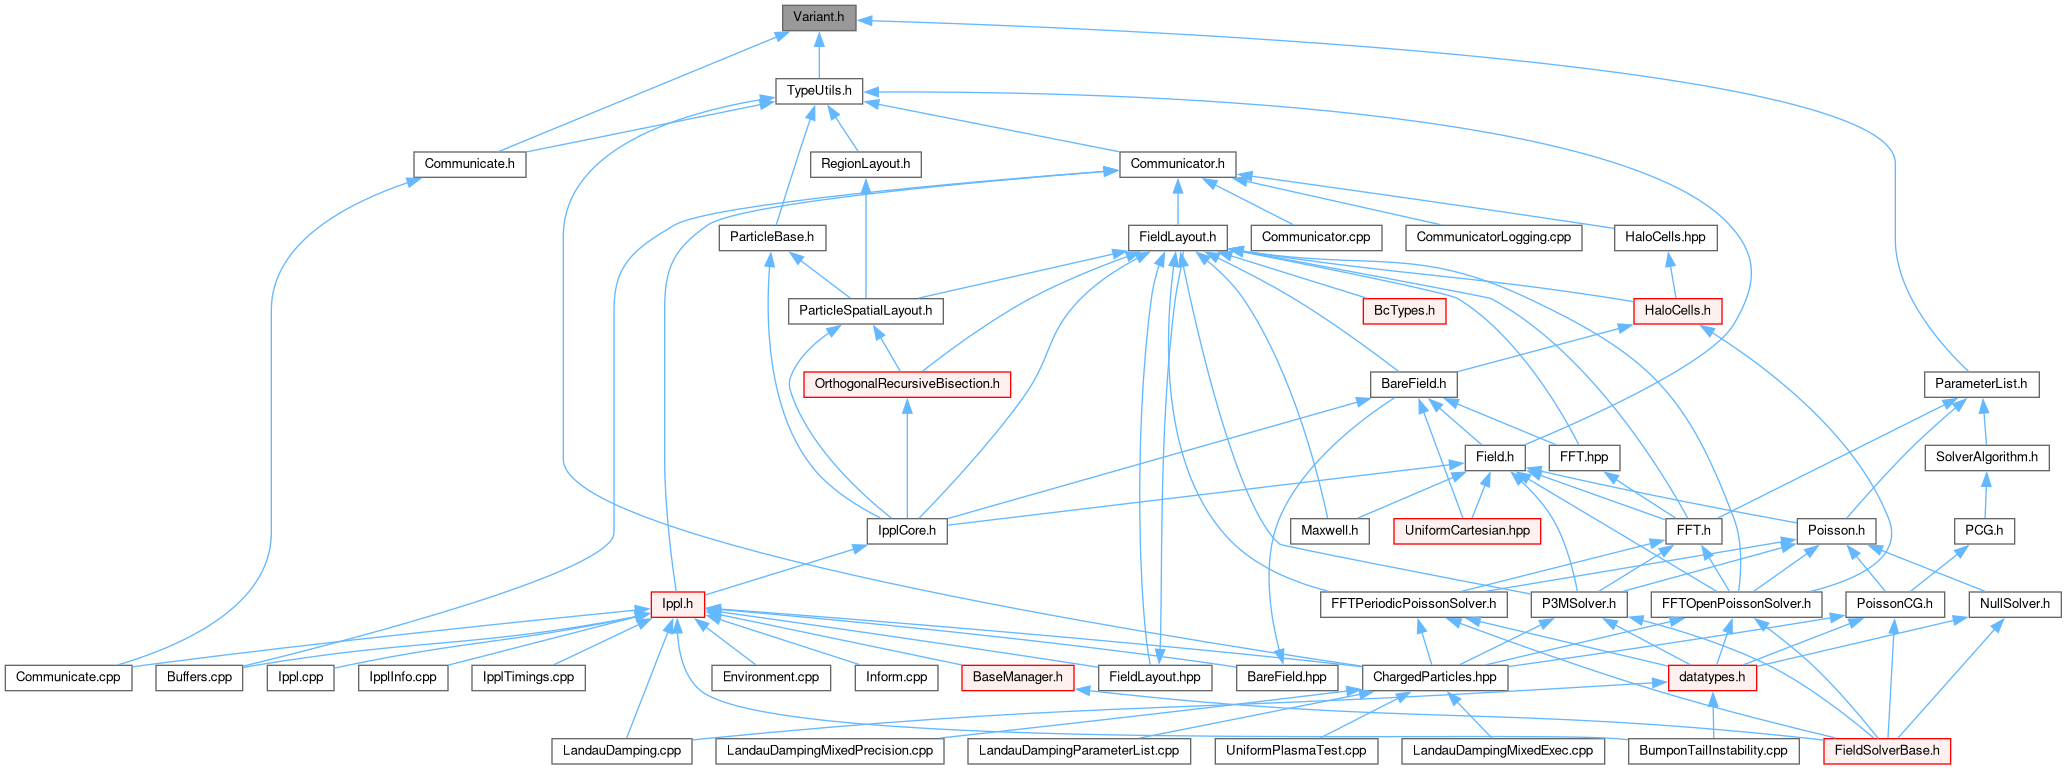 Variant.h
TypeUtils.h
Communicate.h
RegionLayout.h
Communicator.h
ParticleBase.h
FieldLayout.h
Communicator.cpp
CommunicatorLogging.cpp
HaloCells.hpp
ParticleSpatialLayout.h
BcTypes.h
HaloCells.h
OrthogonalRecursiveBisection.h
BareField.h
ParameterList.h
Field.h
FFT.hpp
SolverAlgorithm.h
IpplCore.h
Maxwell.h
UniformCartesian.hpp
FFT.h
Poisson.h
PCG.h
Ippl.h
FFTPeriodicPoissonSolver.h
P3MSolver.h
FFTOpenPoissonSolver.h
PoissonCG.h
NullSolver.h
Communicate.cpp
Buffers.cpp
Ippl.cpp
IpplInfo.cpp
IpplTimings.cpp
Environment.cpp
Inform.cpp
BaseManager.h
FieldLayout.hpp
BareField.hpp
ChargedParticles.hpp
datatypes.h
LandauDamping.cpp
LandauDampingMixedPrecision.cpp
LandauDampingParameterList.cpp
UniformPlasmaTest.cpp
LandauDampingMixedExec.cpp
BumponTailInstability.cpp
FieldSolverBase.h